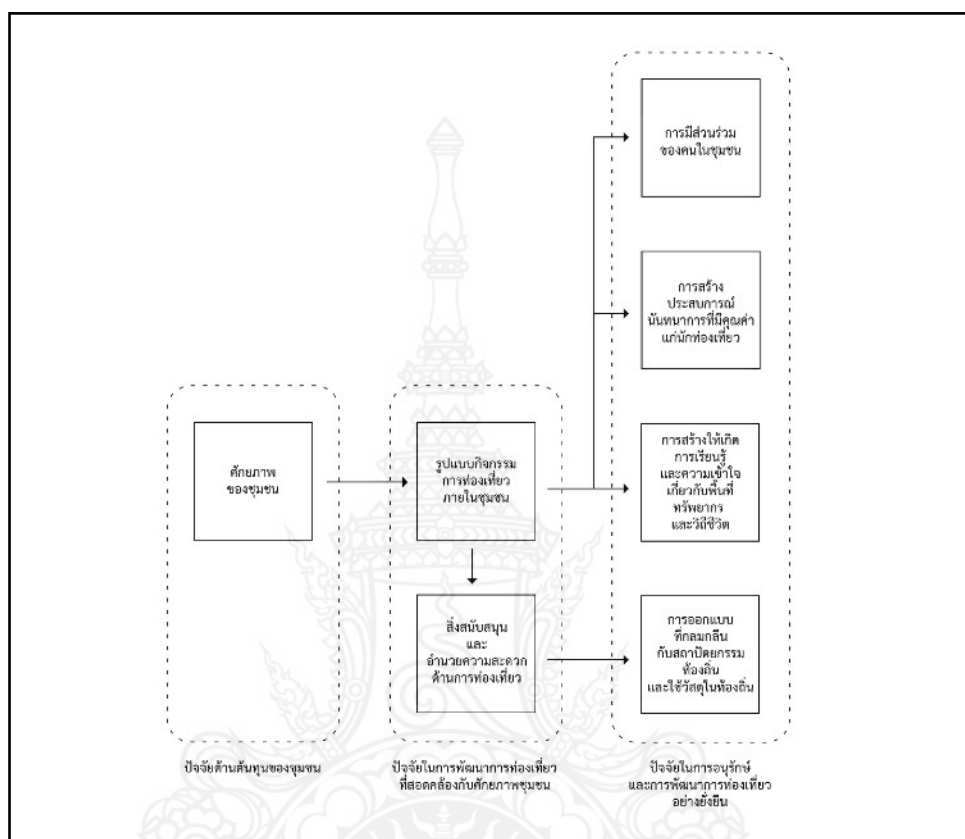 การมีส่วนร่วม
ของคนในชุมชน
การสร้าง
ประสบการณ์
นันทนาการที่มีคุณค่า
แก่นักท่องเที่ยว
ศักยภาพ
ของชุมชน
รูปแบบกิจกรรม
การท่องเที่ยว
ภายในชุมชน
การสร้างให้เกิด
การเรียนรู้
และความเข้าใจ
เกี่ยวกับพื้นที่
ทรัพยากร
และวิถีชีวิต
สิ่งสนับสนุน
และ
อำนวยความสะดวก
ด้านการท่องเที่ยว
การออกแบบ
ที่กลมกลืน
กับสถาปัตยกรรม
ท้องถิ่น
และใช้วัสดุในท้องถิ่น
ปัจจัยด้านต้นทุนของชุมชน
ปัจจัยในการพัฒนาการท่องเที่ยว
ที่สอดคล้องกับศักยภาพชุมชน
ปัจจัยในการอนุรักษ์
และการพัฒนาการท่องเที่ยว
อย่างยั่งยืน